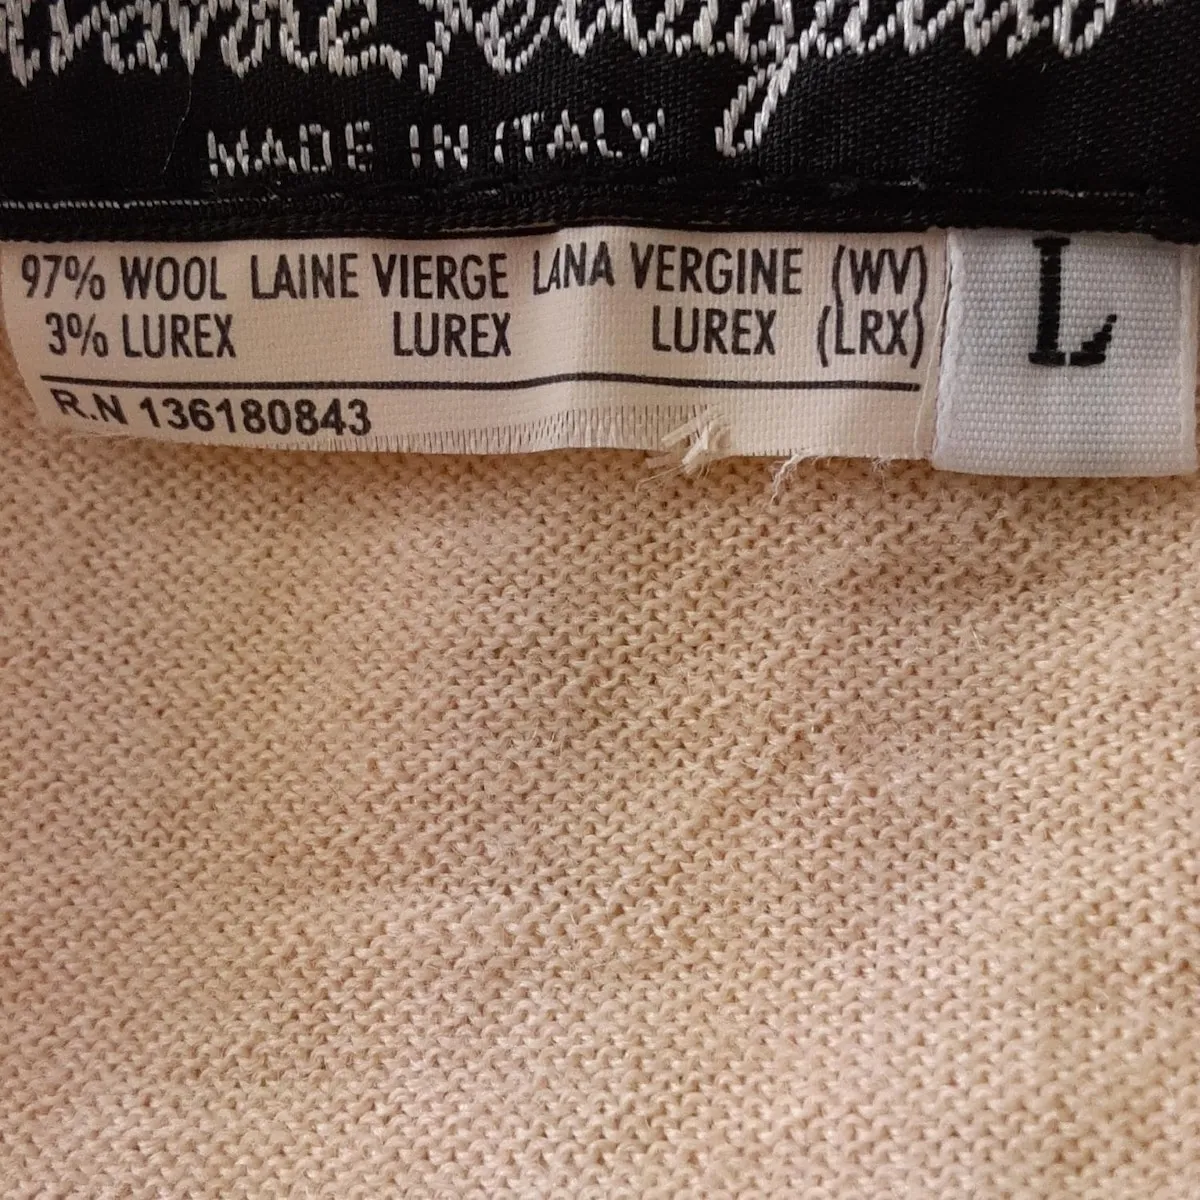 MADE IN ITALY
97% WOOL LAINE VIERGE LANA VERGINE (WV)
3% LUREX LUREX LUREX (LRX)
R.N 136180843
L